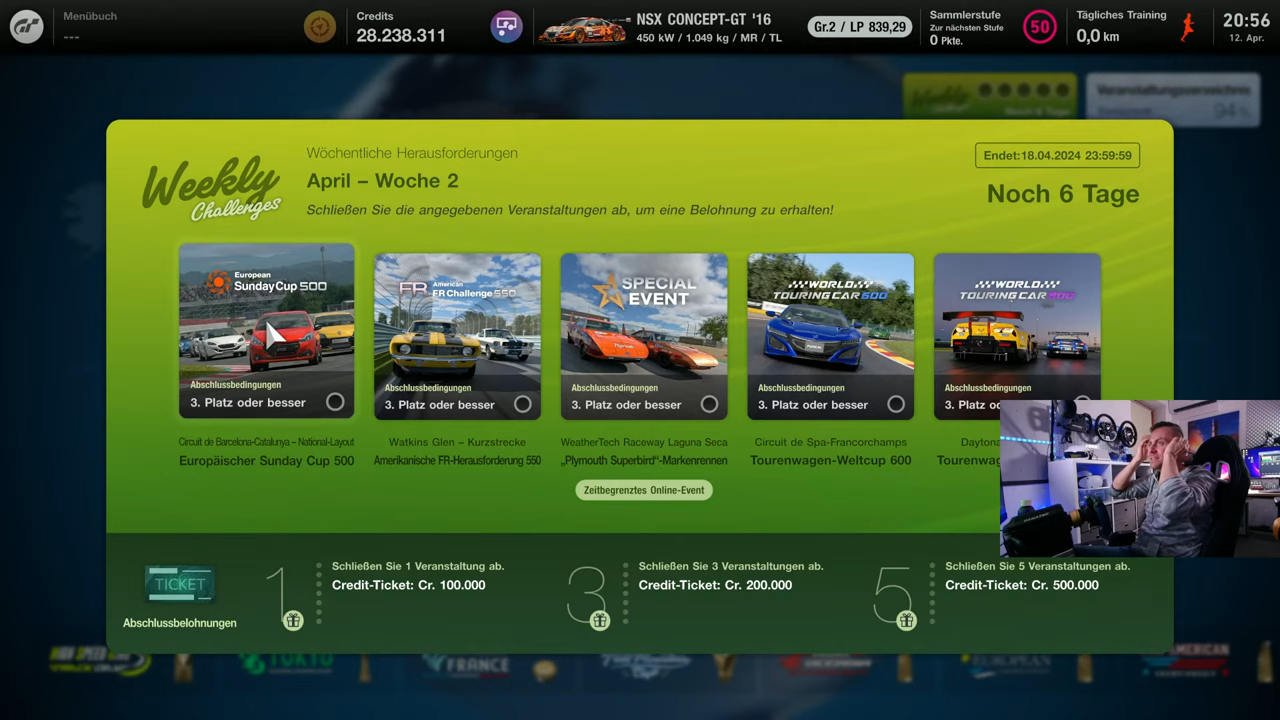 GT
Menübuch
---
Credits
28.238.311
NSX CONCEPT-GT '16
450 kW / 1.049 kg / MR / TL
Gr.2 / LP 839,29
Sammlerstufe
Zur nächsten Stufe
0 Pkte.
50
Tägliches Training
0,0 km
20:56
12. Apr.
Weekly
Challenges
Wöchentliche Herausforderungen
April – Woche 2
Schließen Sie die angegebenen Veranstaltungen ab, um eine Belohnung zu erhalten!
Endet:18.04.2024 23:59:59
Noch 6 Tage
European
Sunday Cup 500
Abschlussbedingungen
3. Platz oder besser
Circuit de Barcelona-Catalunya – National-Layout
Europäischer Sunday Cup 500
FR American
FR Challenge 550
Abschlussbedingungen
3. Platz oder besser
Watkins Glen – Kurzstrecke
Amerikanische FR-Herausforderung 550
SPECIAL
EVENT
Abschlussbedingungen
3. Platz oder besser
WeatherTech Raceway Laguna Seca
„Plymouth Superbird“-Markenrennen
Zeitbegrenztes Online-Event
WORLD
TOURING CAR 600
Abschlussbedingungen
3. Platz oder besser
Circuit de Spa-Francorchamps
Tourenwagen-Weltcup 600
WORLD
TOURING CAR
Abschlussbedingungen
3. Platz
TICKET
Abschlussbelohnungen
1
Schließen Sie 1 Veranstaltung ab.
Credit-Ticket: Cr. 100.000
3
Schließen Sie 3 Veranstaltungen ab.
Credit-Ticket: Cr. 200.000
5
Schließen Sie 5 Veranstaltungen ab.
Credit-Ticket: Cr. 500.000
TOKYO
FRANCE
AMERICAN